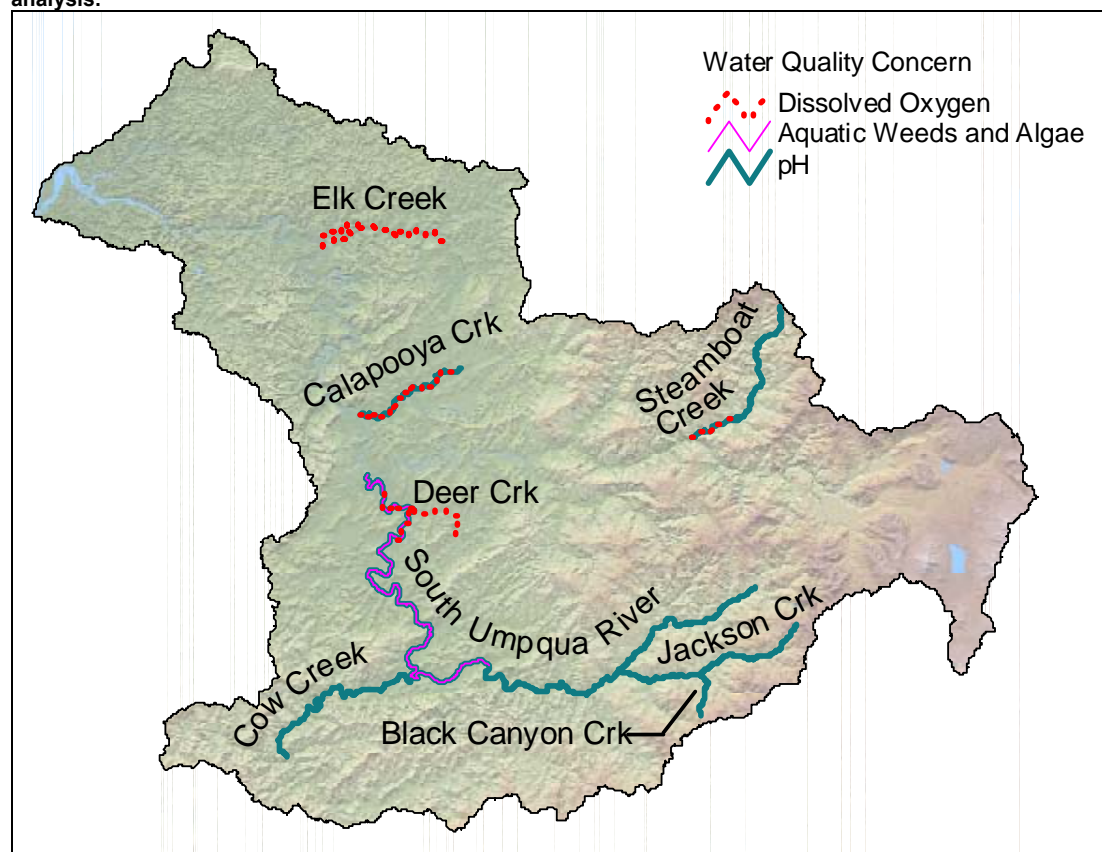 analysis.
Water Quality Concern
Dissolved Oxygen
Aquatic Weeds and Algae
pH
Elk Creek
Calapooya Crk
Steamboat
Creek
Deer Crk
South Umpqua River
Jackson Crk
Cow Creek
Black Canyon Crk